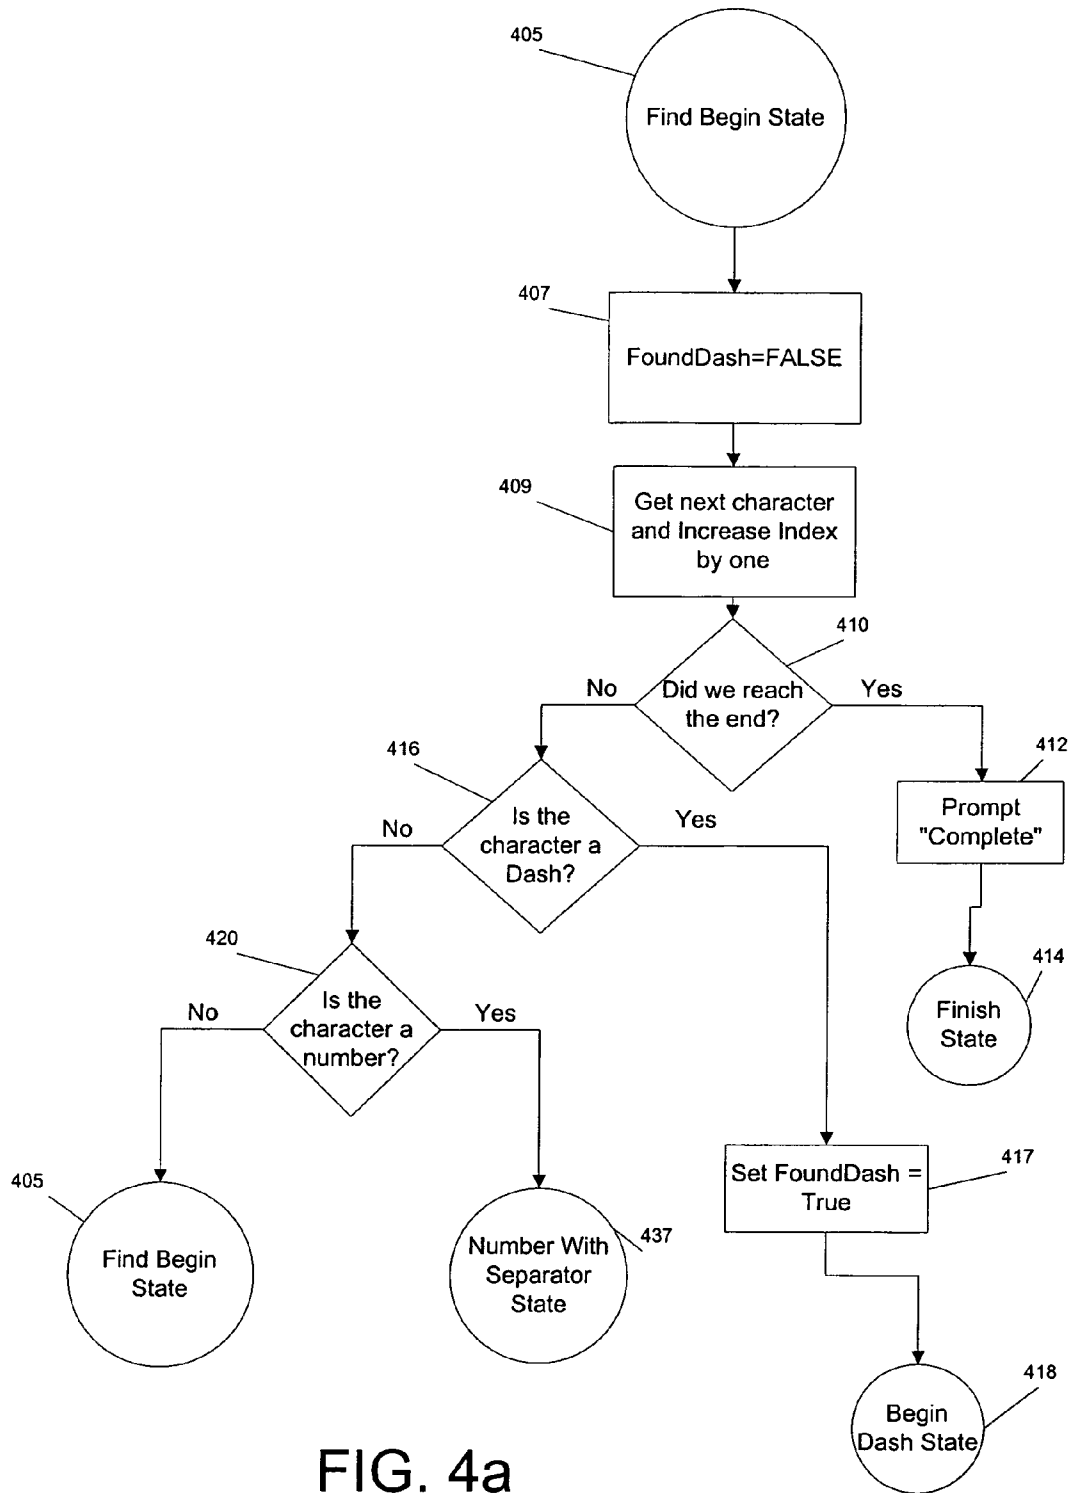 405
Find Begin State
407
FoundDash=FALSE
409
Get next character
and Increase Index
by one
410
Did we reach
the end?
No
Yes
412
Prompt
"Complete"
416
Is the
character a
Dash?
No
Yes
414
Finish
State
420
Is the
character a
number?
No
Yes
417
Set FoundDash =
True
405
Find Begin
State
437
Number With
Separator
State
418
Begin
Dash State
FIG. 4a